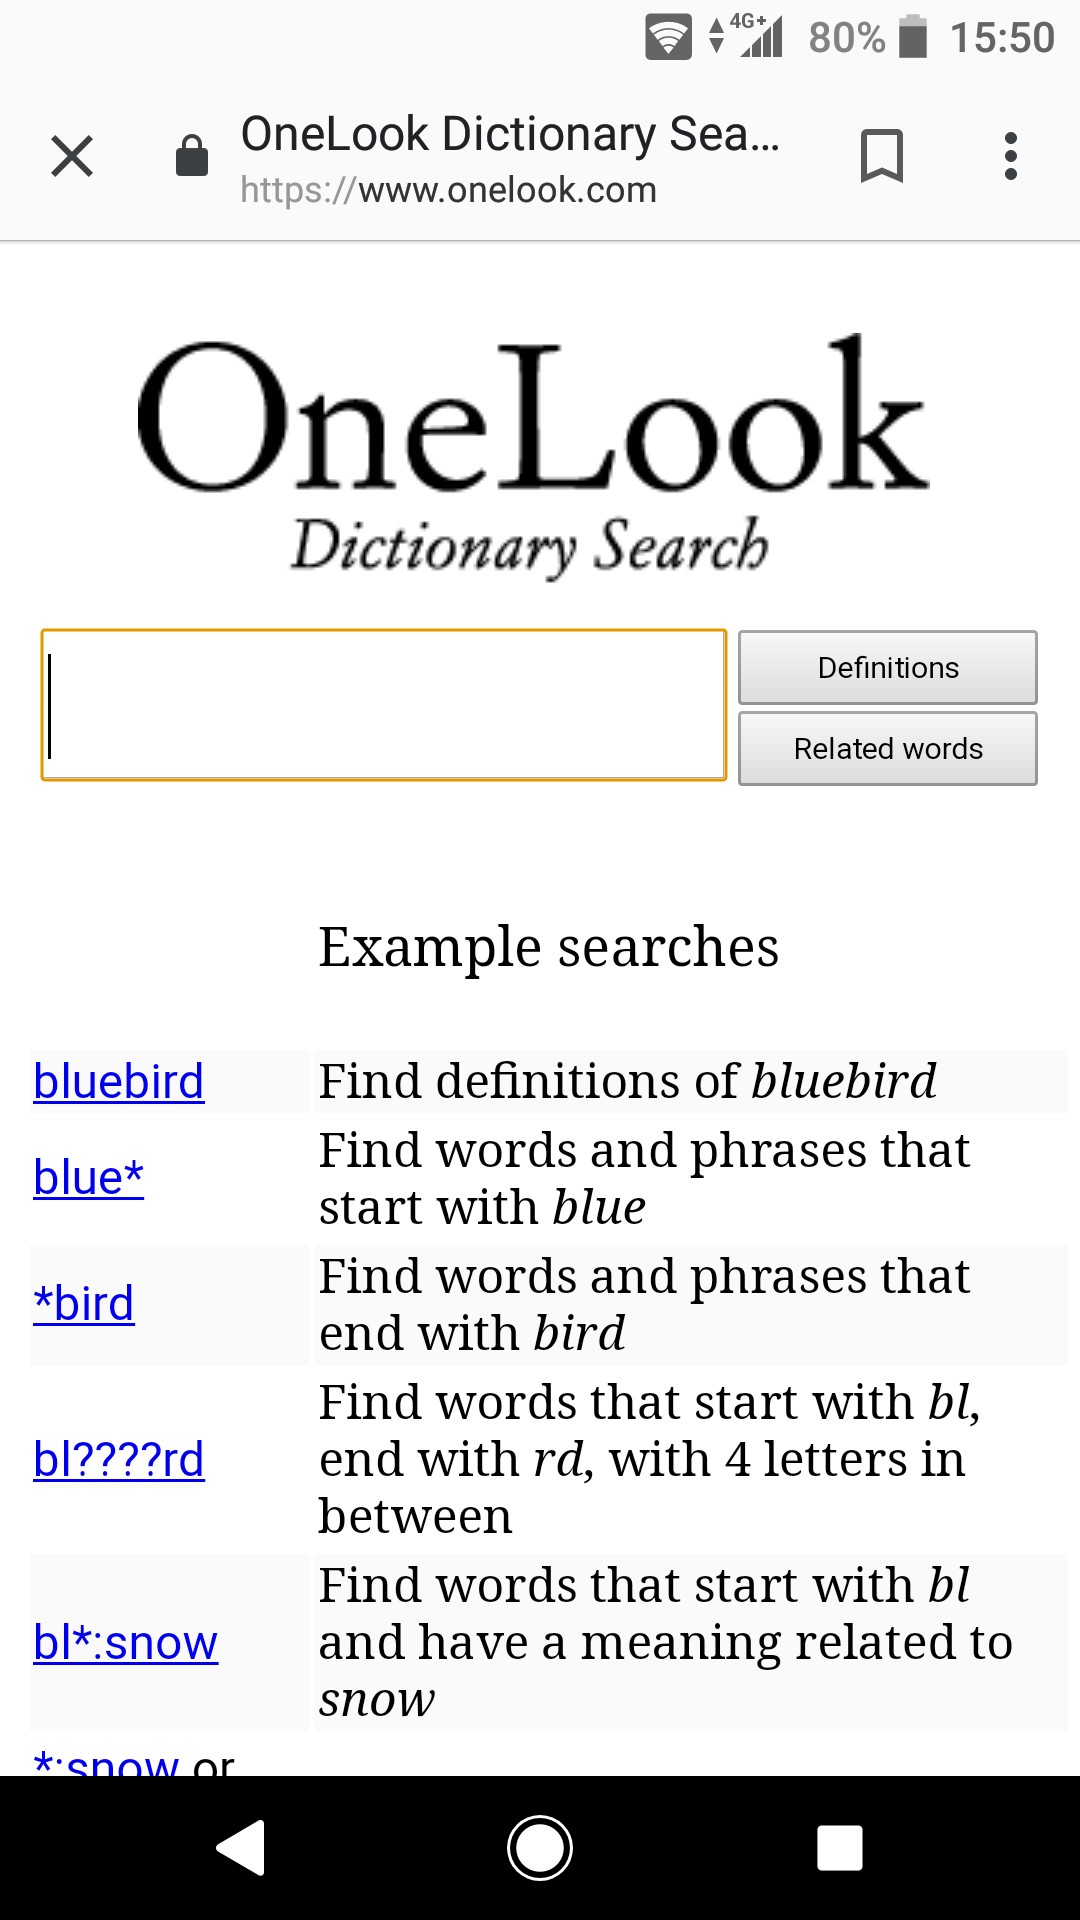 4G+ 80% 15:50
OneLook Dictionary Sea...
https://www.onelook.com
OneLook
Dictionary Search
Definitions
Related words
Example searches
bluebird Find definitions of bluebird
blue* Find words and phrases that
start with blue
*bird Find words and phrases that
end with bird
bl????rd Find words that start with bl,
end with rd, with 4 letters in
between
bl*:snow Find words that start with bl
and have a meaning related to
snow
*:snow or